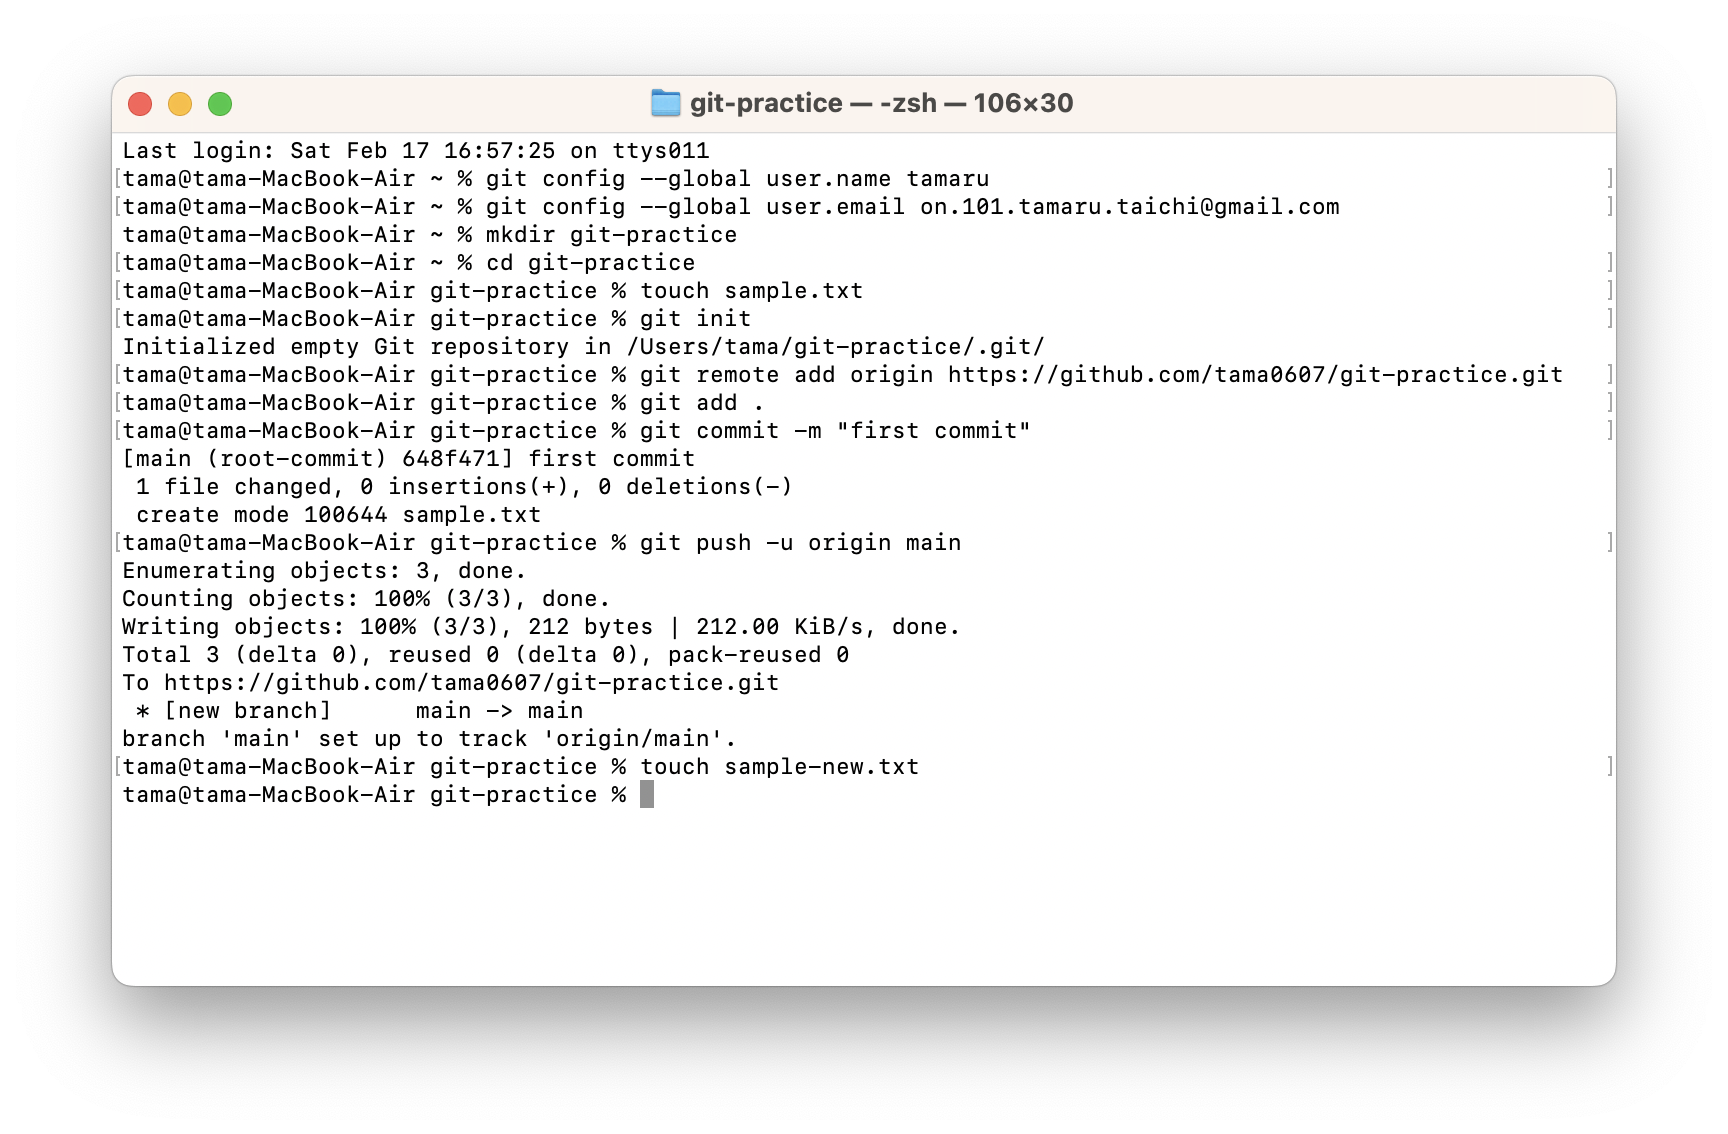 git-practice — -zsh — 106×30
Last login: Sat Feb 17 16:57:25 on ttys011
[tama@tama-MacBook-Air ~ % git config --global user.name tamaru ]
[tama@tama-MacBook-Air ~ % git config --global user.email on.101.tamaru.taichi@gmail.com ]
tama@tama-MacBook-Air ~ % mkdir git-practice
[tama@tama-MacBook-Air ~ % cd git-practice ]
[tama@tama-MacBook-Air git-practice % touch sample.txt ]
[tama@tama-MacBook-Air git-practice % git init ]
Initialized empty Git repository in /Users/tama/git-practice/.git/
[tama@tama-MacBook-Air git-practice % git remote add origin https://github.com/tama0607/git-practice.git ]
[tama@tama-MacBook-Air git-practice % git add . ]
[tama@tama-MacBook-Air git-practice % git commit -m "first commit" ]
[main (root-commit) 648f471] first commit
 1 file changed, 0 insertions(+), 0 deletions(-)
 create mode 100644 sample.txt
[tama@tama-MacBook-Air git-practice % git push -u origin main ]
Enumerating objects: 3, done.
Counting objects: 100% (3/3), done.
Writing objects: 100% (3/3), 212 bytes | 212.00 KiB/s, done.
Total 3 (delta 0), reused 0 (delta 0), pack-reused 0
To https://github.com/tama0607/git-practice.git
 * [new branch]      main -> main
branch 'main' set up to track 'origin/main'.
[tama@tama-MacBook-Air git-practice % touch sample-new.txt ]
tama@tama-MacBook-Air git-practice %